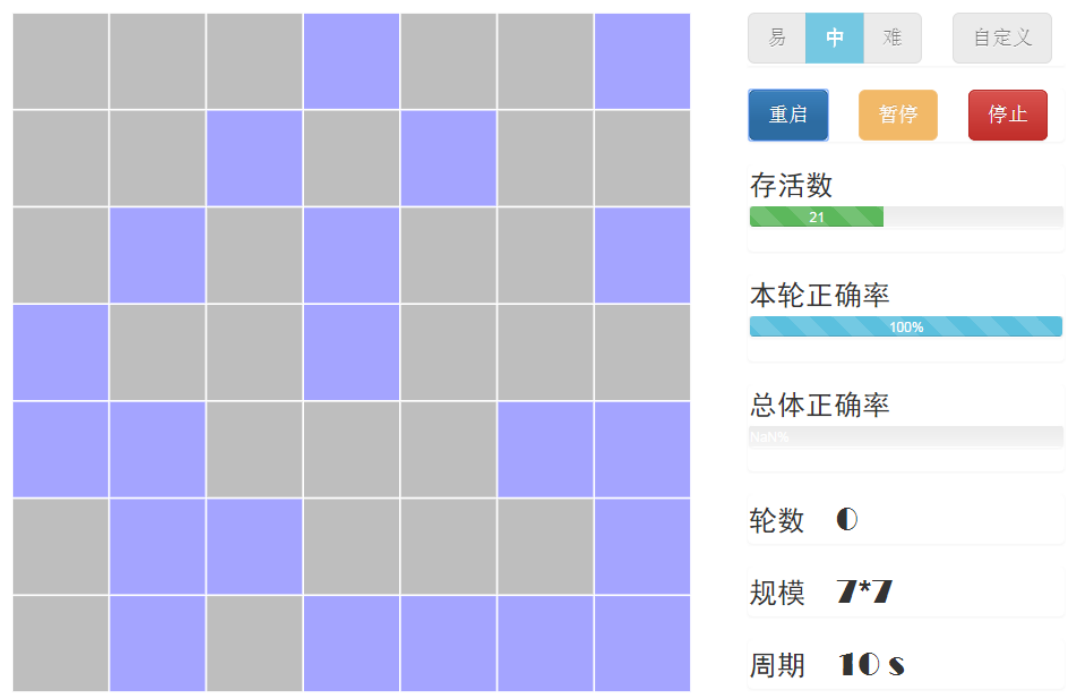 易 中 难 自定义
重启 暂停 停止
存活数
21
本轮正确率
100%
总体正确率
NaN%
轮数 0
规模 7*7
周期 10 s